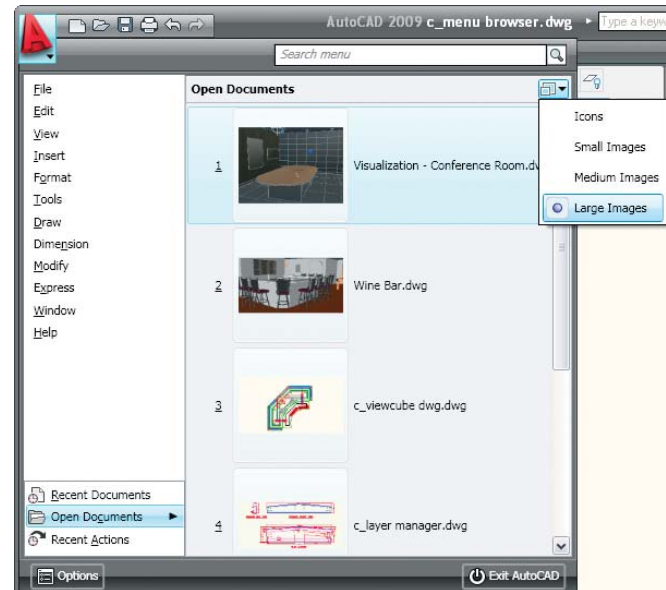 AutoCAD 2009 c_menu browser.dwg
Type a keyw
Search menu
File
Edit
View
Insert
Format
Tools
Draw
Dimension
Modify
Express
Window
Help
Recent Documents
Open Documents
Recent Actions
Open Documents
1
Visualization - Conference Room.dw
2
Wine Bar.dwg
3
c_viewcube dwg.dwg
4
c_layer manager.dwg
Icons
Small Images
Medium Images
Large Images
Options
Exit AutoCAD